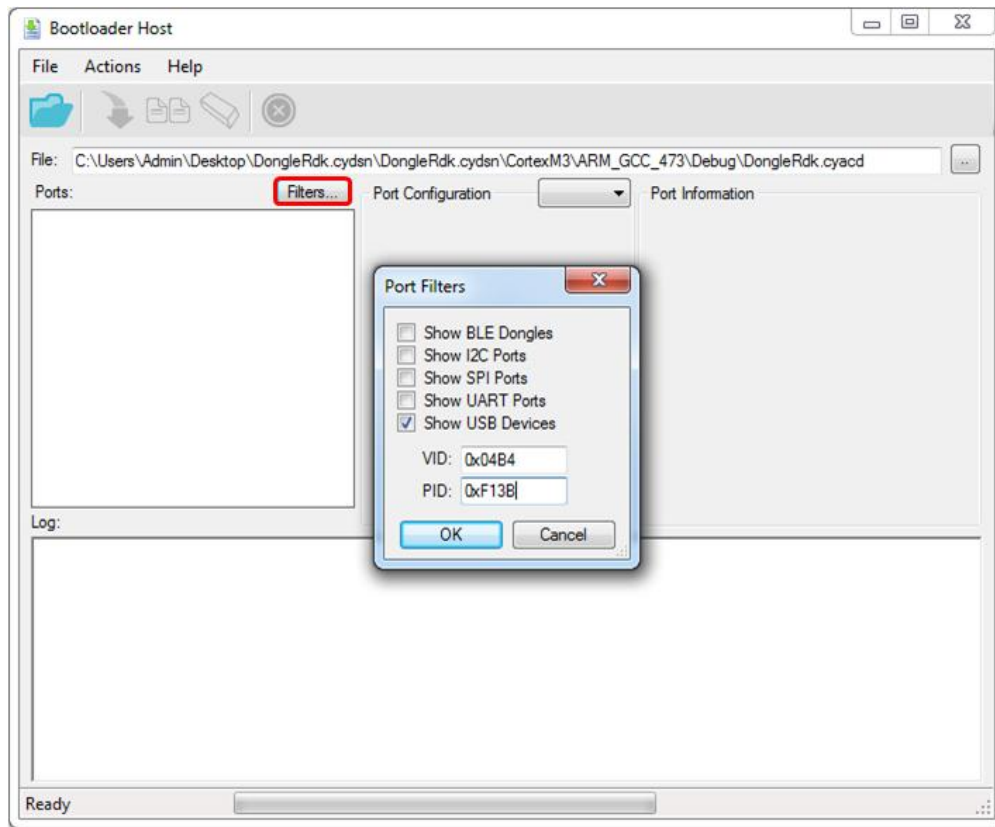 Bootloader Host
File Actions Help
File: C:\Users\Admin\Desktop\DongleRdk.cydsn\DongleRdk.cydsn\CortexM3\ARM_GCC_473\Debug\DongleRdk.cyacd ...
Ports: Filters... Port Configuration Port Information
Port Filters
Show BLE Dongles
Show I2C Ports
Show SPI Ports
Show UART Ports
Show USB Devices
VID: 0x04B4
PID: 0xF13B
OK Cancel
Log:
Ready